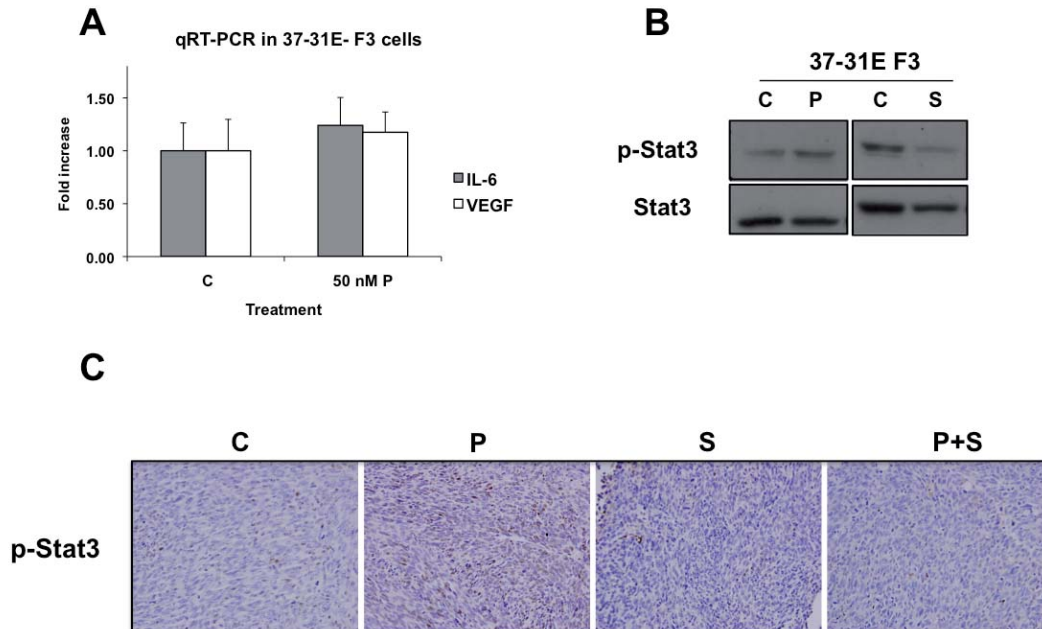 A
qRT-PCR in 37-31E- F3 cells
Fold increase
1.50
1.00
0.50
0.00
C
50 nM P
Treatment
IL-6
VEGF
B
37-31E F3
C P C S
p-Stat3
Stat3
C
C P S P+S
p-Stat3